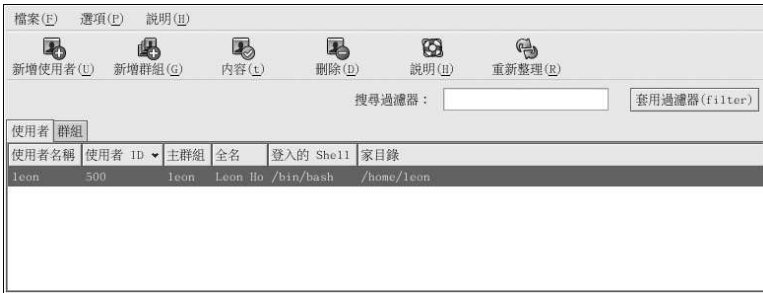 檔案(F) 選項(P) 説明(H)
新增使用者(U) 新增群組(G) 內容(t) 刪除(D) 説明(H) 重新整理(R)
搜尋過濾器： 套用過濾器(filter)
使用者 群組
使用者名稱 使用者 ID 主群組 全名 登入的 Shell 家目錄
leon 500 leon Leon Ho /bin/bash /home/leon